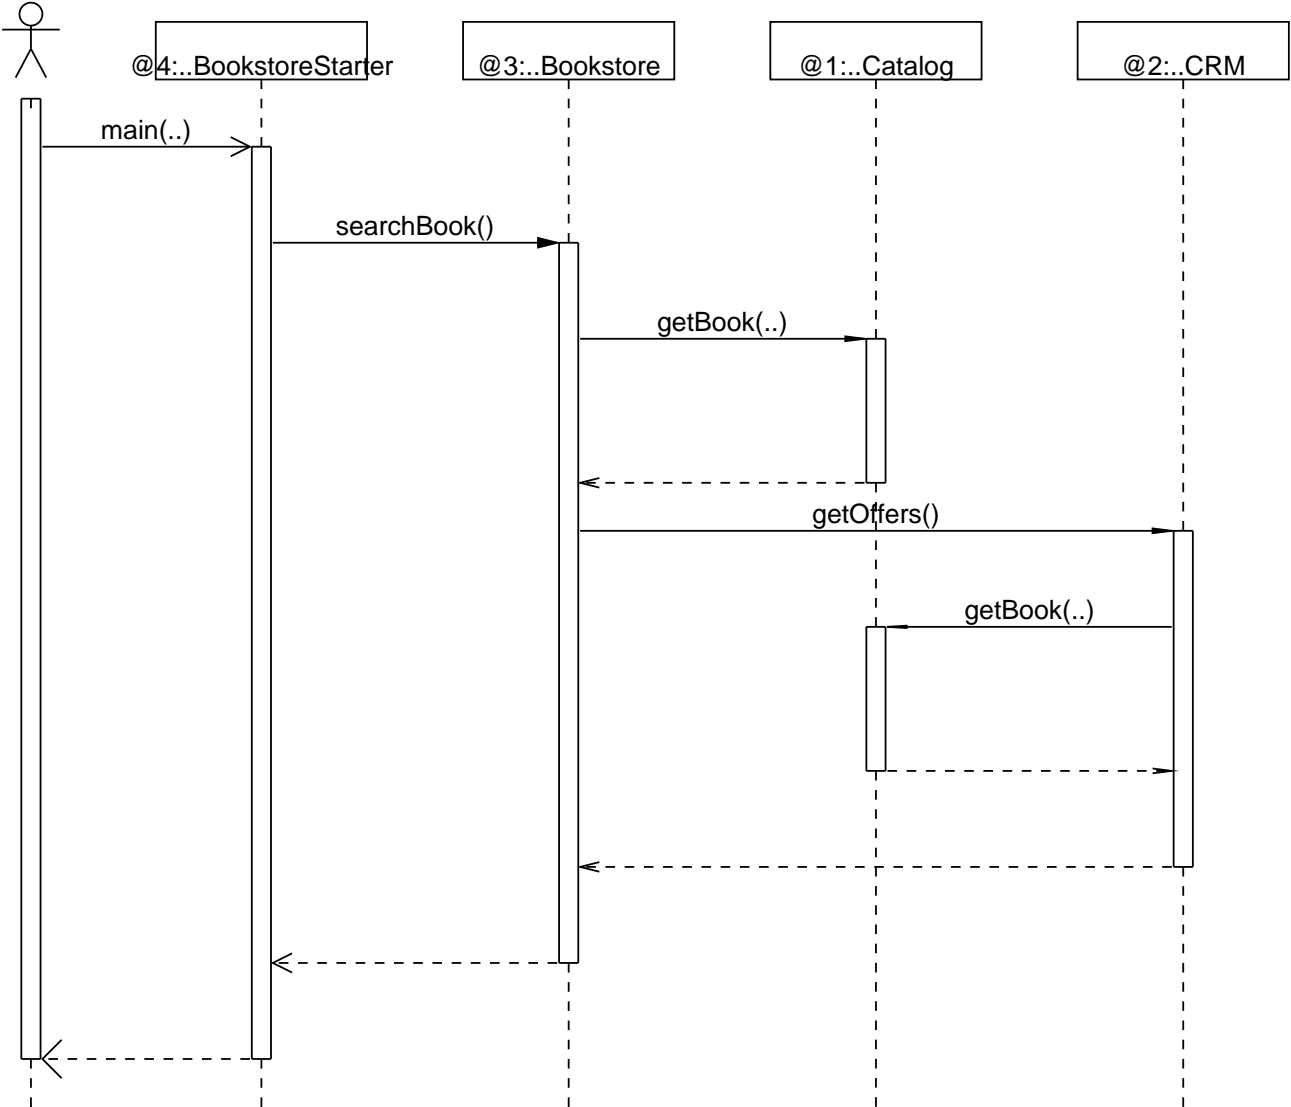 @4:..BookstoreStarter
@3:..Bookstore
@1:..Catalog
@2:..CRM
main(..)
searchBook()
getBook(..)
getOffers()
getBook(..)